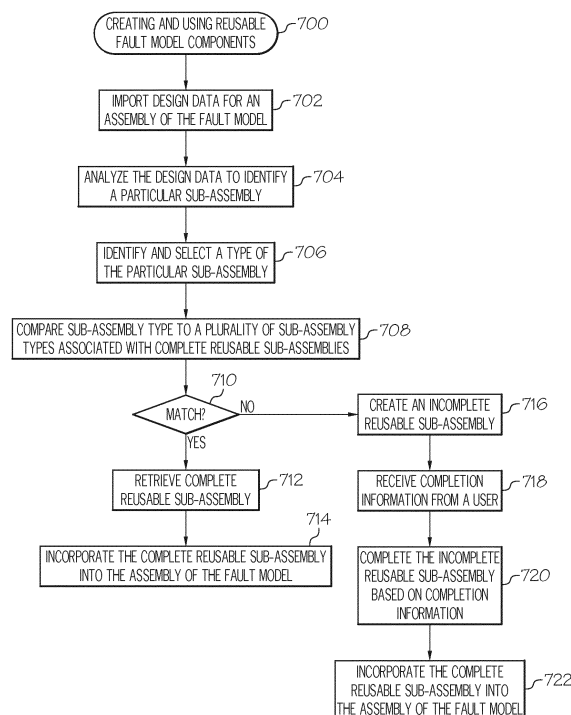 CREATING AND USING REUSABLE
FAULT MODEL COMPONENTS
700
IMPORT DESIGN DATA FOR AN
ASSEMBLY OF THE FAULT MODEL
702
ANALYZE THE DESIGN DATA TO IDENTIFY
A PARTICULAR SUB-ASSEMBLY
704
IDENTIFY AND SELECT A TYPE OF
THE PARTICULAR SUB-ASSEMBLY
706
COMPARE SUB-ASSEMBLY TYPE TO A PLURALITY OF SUB-ASSEMBLY
TYPES ASSOCIATED WITH COMPLETE REUSABLE SUB-ASSEMBLIES
708
710
MATCH?
NO
YES
RETRIEVE COMPLETE
REUSABLE SUB-ASSEMBLY
712
714
INCORPORATE THE COMPLETE REUSABLE SUB-ASSEMBLY
INTO THE ASSEMBLY OF THE FAULT MODEL
CREATE AN INCOMPLETE
REUSABLE SUB-ASSEMBLY
716
RECEIVE COMPLETION
INFORMATION FROM A USER
718
COMPLETE THE INCOMPLETE
REUSABLE SUB-ASSEMBLY
BASED ON COMPLETION
INFORMATION
720
INCORPORATE THE COMPLETE
REUSABLE SUB-ASSEMBLY INTO
THE ASSEMBLY OF THE FAULT MODEL
722